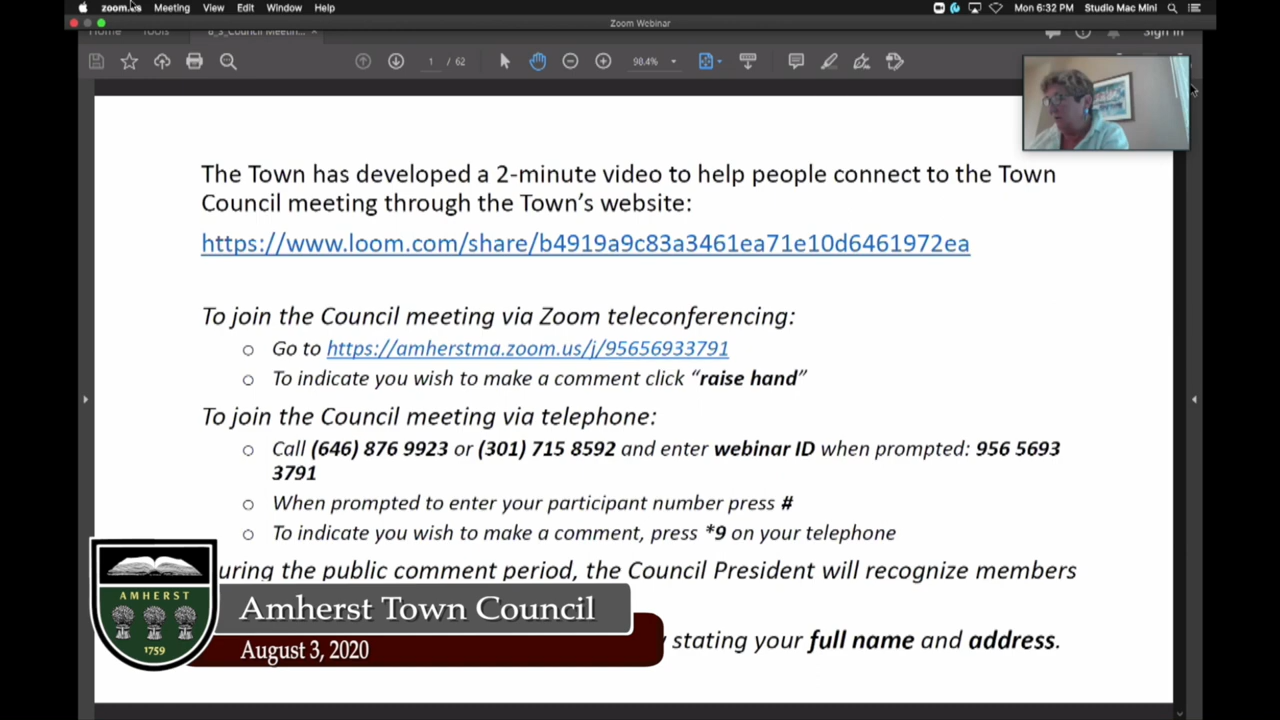 zoom.us Meeting View Edit Window Help Mon 6:32 PM Studio Mac Mini
Zoom Webinar
Home Tools a_3_Council Meetin... × Sign In
1 / 62 98.4%
The Town has developed a 2-minute video to help people connect to the Town
Council meeting through the Town’s website:
https://www.loom.com/share/b4919a9c83a3461ea71e10d6461972ea
To join the Council meeting via Zoom teleconferencing:
Go to https://amherstma.zoom.us/j/95656933791
To indicate you wish to make a comment click “raise hand”
To join the Council meeting via telephone:
Call (646) 876 9923 or (301) 715 8592 and enter webinar ID when prompted: 956 5693
3791
When prompted to enter your participant number press #
To indicate you wish to make a comment, press *9 on your telephone
uring the public comment period, the Council President will recognize members
stating your full name and address.
AMHERST
1759
Amherst Town Council
August 3, 2020